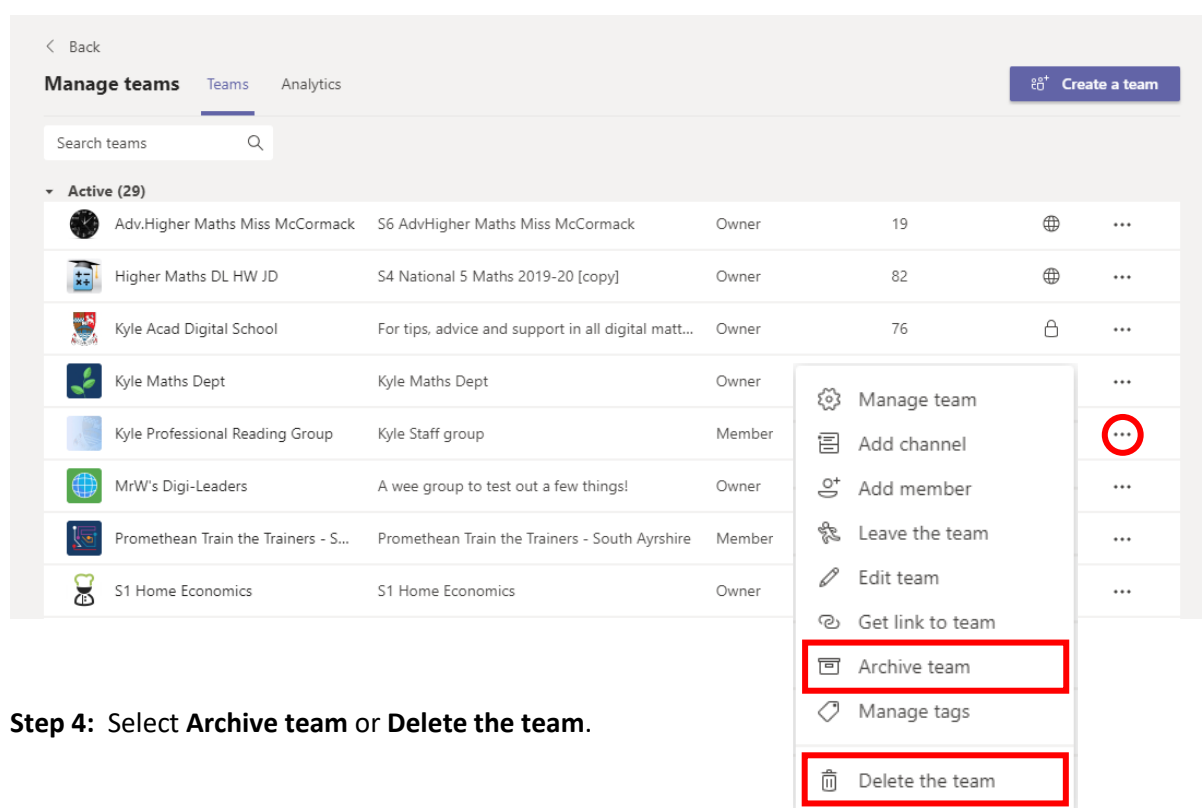 Back
Manage teams Teams Analytics Create a team
Search teams
Active (29)
Adv.Higher Maths Miss McCormack S6 AdvHigher Maths Miss McCormack Owner 19
Higher Maths DL HW JD S4 National 5 Maths 2019-20 [copy] Owner 82
Kyle Acad Digital School For tips, advice and support in all digital matt... Owner 76
Kyle Maths Dept Kyle Maths Dept Owner
Kyle Professional Reading Group Kyle Staff group Member
MrW's Digi-Leaders A wee group to test out a few things! Owner
Promethean Train the Trainers - S... Promethean Train the Trainers - South Ayrshire Member
S1 Home Economics S1 Home Economics Owner
Manage team
Add channel
Add member
Leave the team
Edit team
Get link to team
Archive team
Manage tags
Delete the team
Step 4: Select Archive team or Delete the team.